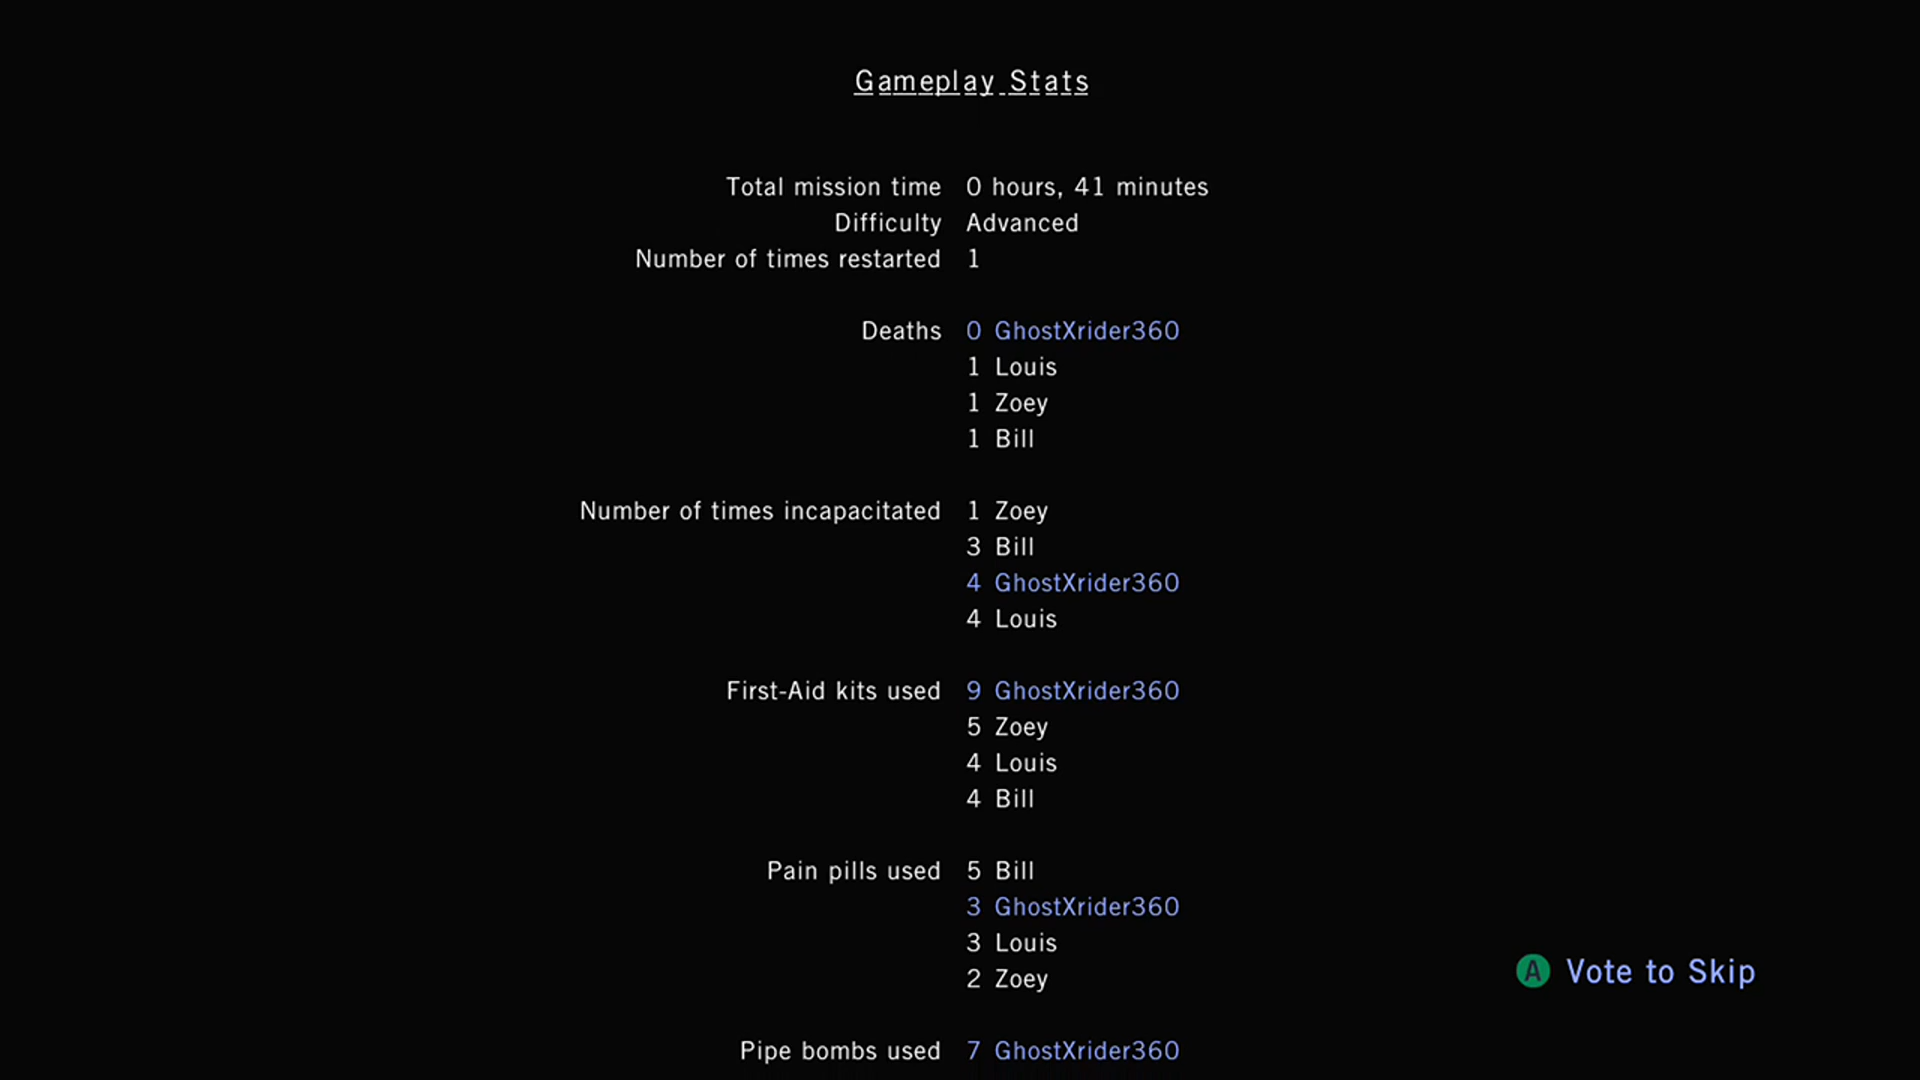 Gameplay Stats
Total mission time 0 hours, 41 minutes
Difficulty Advanced
Number of times restarted 1
Deaths 0 GhostXrider360
1 Louis
1 Zoey
1 Bill
Number of times incapacitated 1 Zoey
3 Bill
4 GhostXrider360
4 Louis
First-Aid kits used 9 GhostXrider360
5 Zoey
4 Louis
4 Bill
Pain pills used 5 Bill
3 GhostXrider360
3 Louis
2 Zoey
A Vote to Skip
Pipe bombs used 7 GhostXrider360